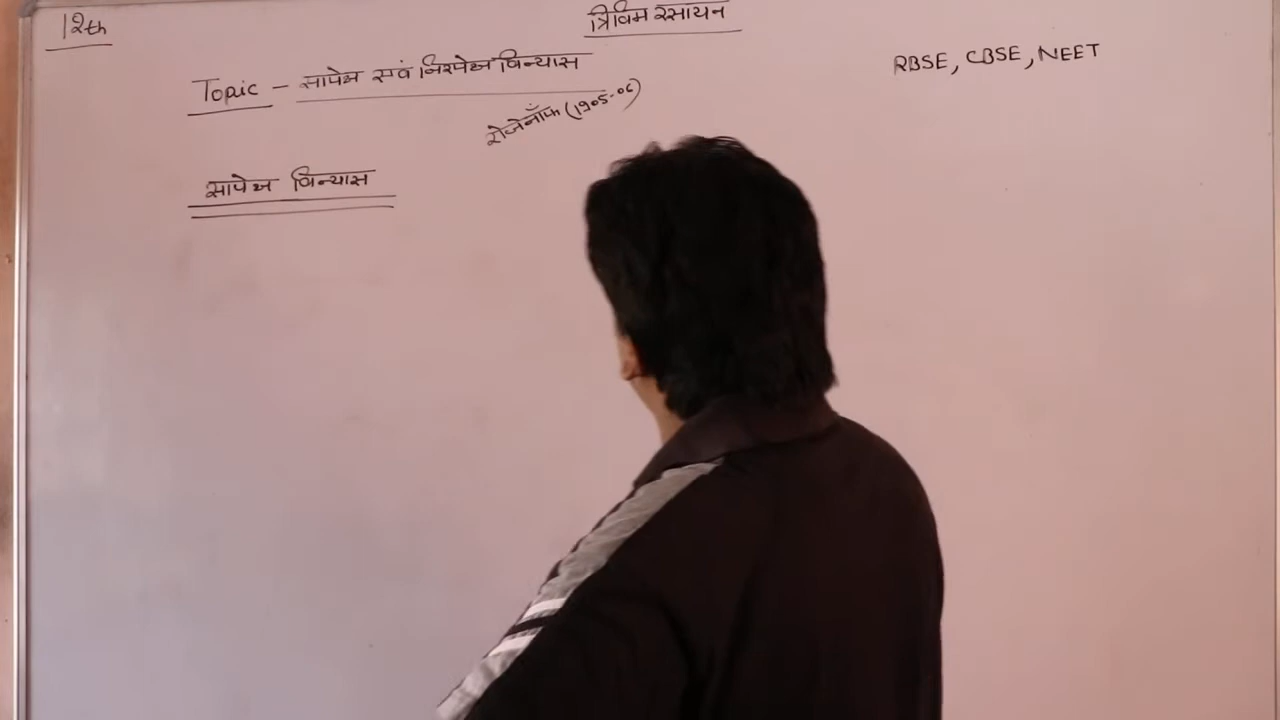 12th
त्रिविम रसायन
RBSE, CBSE, NEET
Topic - सापेक्ष एवं निरपेक्ष विन्यास
रोजेनॉफ (1905-06)
सापेक्ष विन्यास